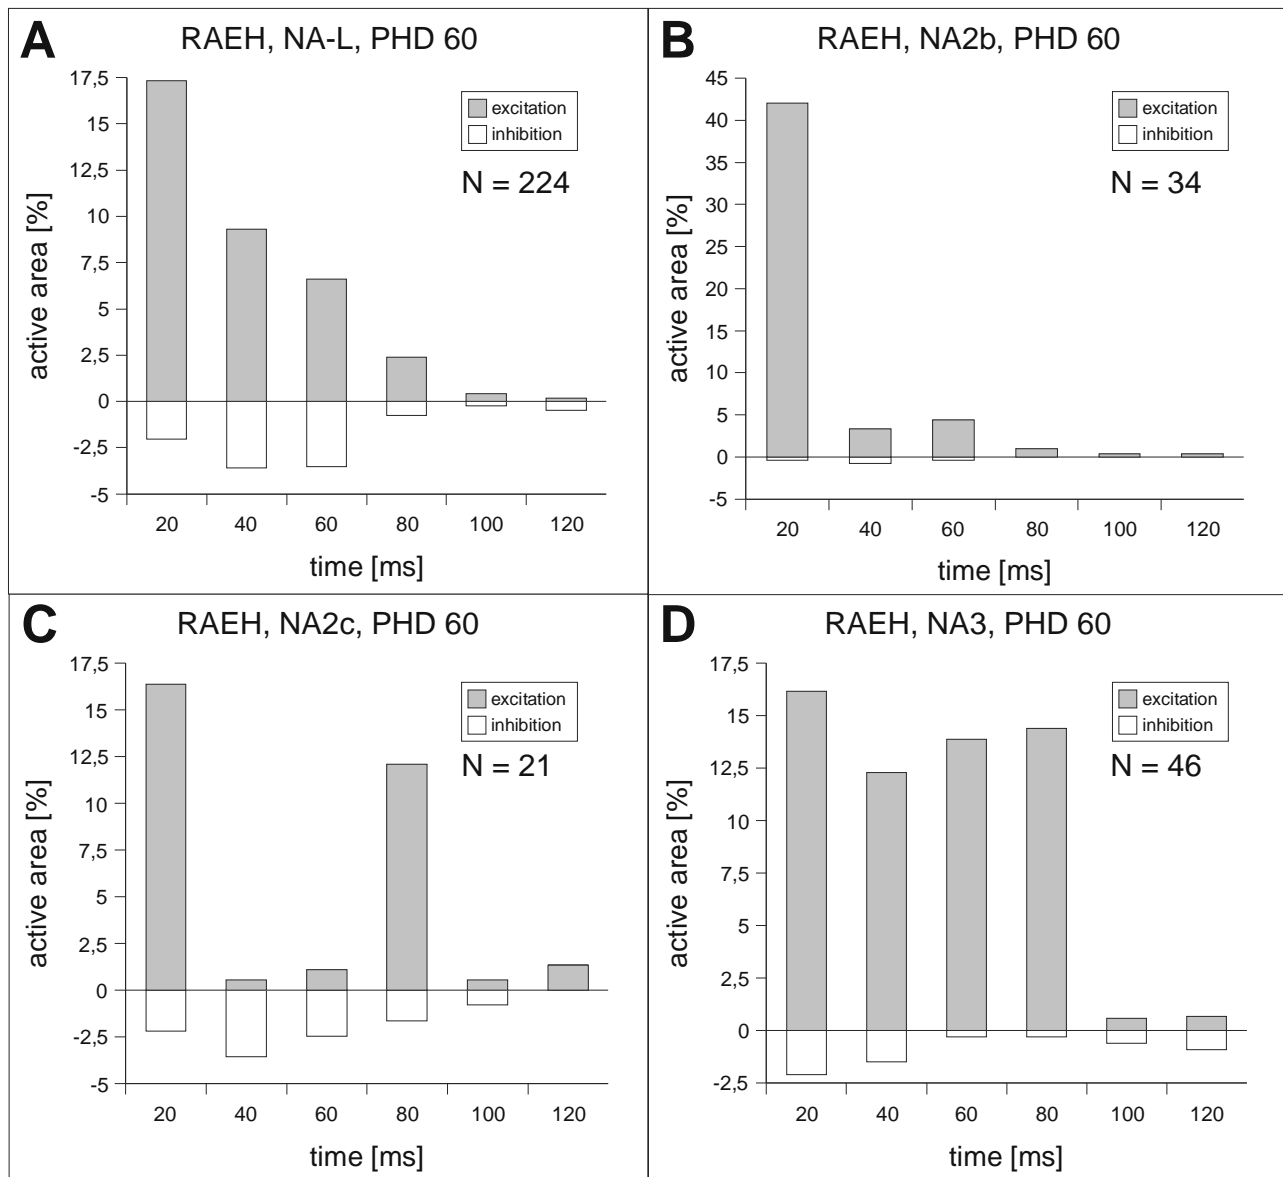 A
RAEH, NA-L, PHD 60
17,5
15
12,5
10
7,5
5
2,5
0
-2,5
-5
active area [%]
excitation
inhibition
N = 224
20 40 60 80 100 120
time [ms]
B
RAEH, NA2b, PHD 60
45
40
35
30
25
20
15
10
5
0
-5
active area [%]
excitation
inhibition
N = 34
20 40 60 80 100 120
time [ms]
C
RAEH, NA2c, PHD 60
17,5
15
12,5
10
7,5
5
2,5
0
-2,5
-5
active area [%]
excitation
inhibition
N = 21
20 40 60 80 100 120
time [ms]
D
RAEH, NA3, PHD 60
17,5
15
12,5
10
7,5
5
2,5
0
-2,5
active area [%]
excitation
inhibition
N = 46
20 40 60 80 100 120
time [ms]